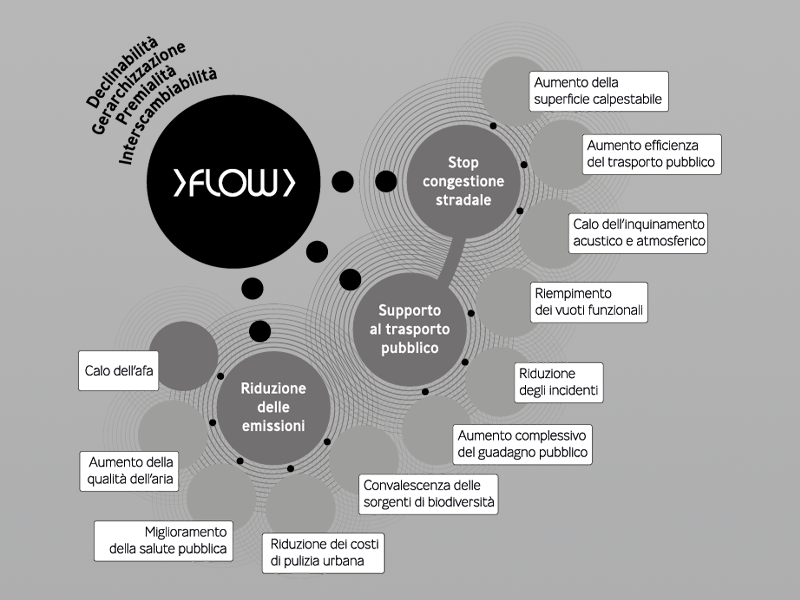 Declinabilità
Gerarchizzazione
Premialità
Interscambiabilità
>FLOW>
Stop
congestione
stradale
Aumento della
superficie calpestabile
Aumento efficienza
del trasporto pubblico
Calo dell'inquinamento
acustico e atmosferico
Supporto
al trasporto
pubblico
Riempimento
dei vuoti funzionali
Riduzione
degli incidenti
Aumento complessivo
del guadagno pubblico
Riduzione
delle
emissioni
Calo dell'afa
Aumento della
qualità dell'aria
Miglioramento
della salute pubblica
Riduzione dei costi
di pulizia urbana
Convalescenza delle
sorgenti di biodiversità